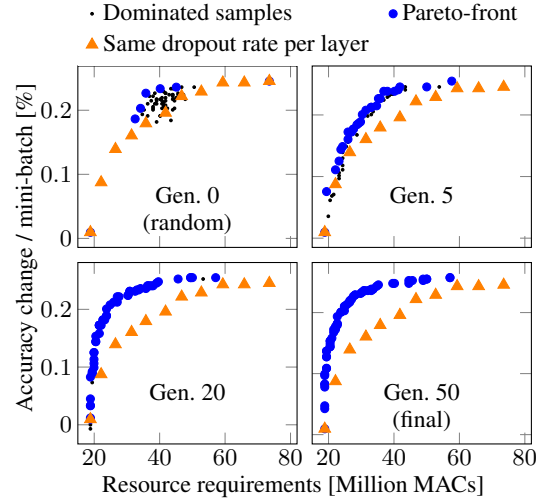 Dominated samples Pareto-front
Same dropout rate per layer
Accuracy change / mini-batch [%]
0.2
0.1
0
Gen. 0
(random)
Gen. 5
0.2
0.1
0
Gen. 20
Gen. 50
(final)
20 40 60 80 20 40 60 80
Resource requirements [Million MACs]